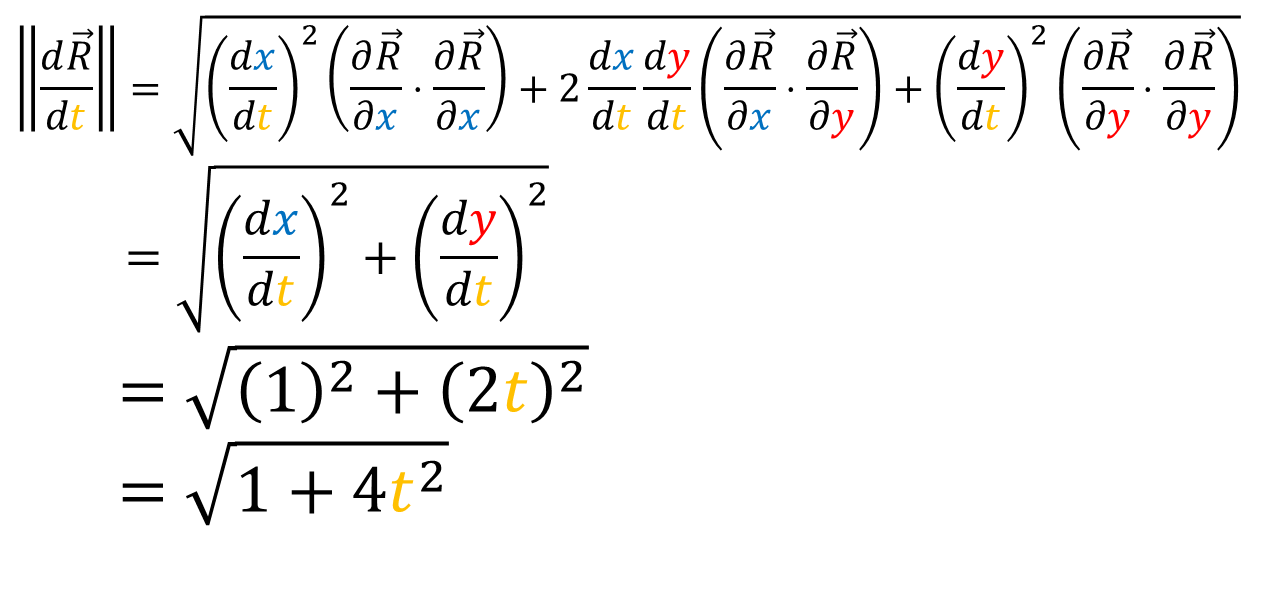 ‖dR⃗/dt‖ = √((dx/dt)² (∂R⃗/∂x · ∂R⃗/∂x) + 2 dx/dt dy/dt (∂R⃗/∂x · ∂R⃗/∂y) + (dy/dt)² (∂R⃗/∂y · ∂R⃗/∂y))
= √((dx/dt)² + (dy/dt)²)
= √((1)² + (2t)²)
= √(1 + 4t²)